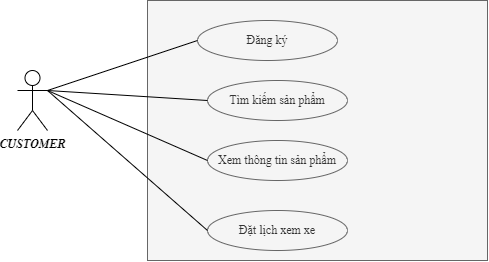 Đăng ký
Tìm kiếm sản phẩm
CUSTOMER
Xem thông tin sản phẩm
Đặt lịch xem xe